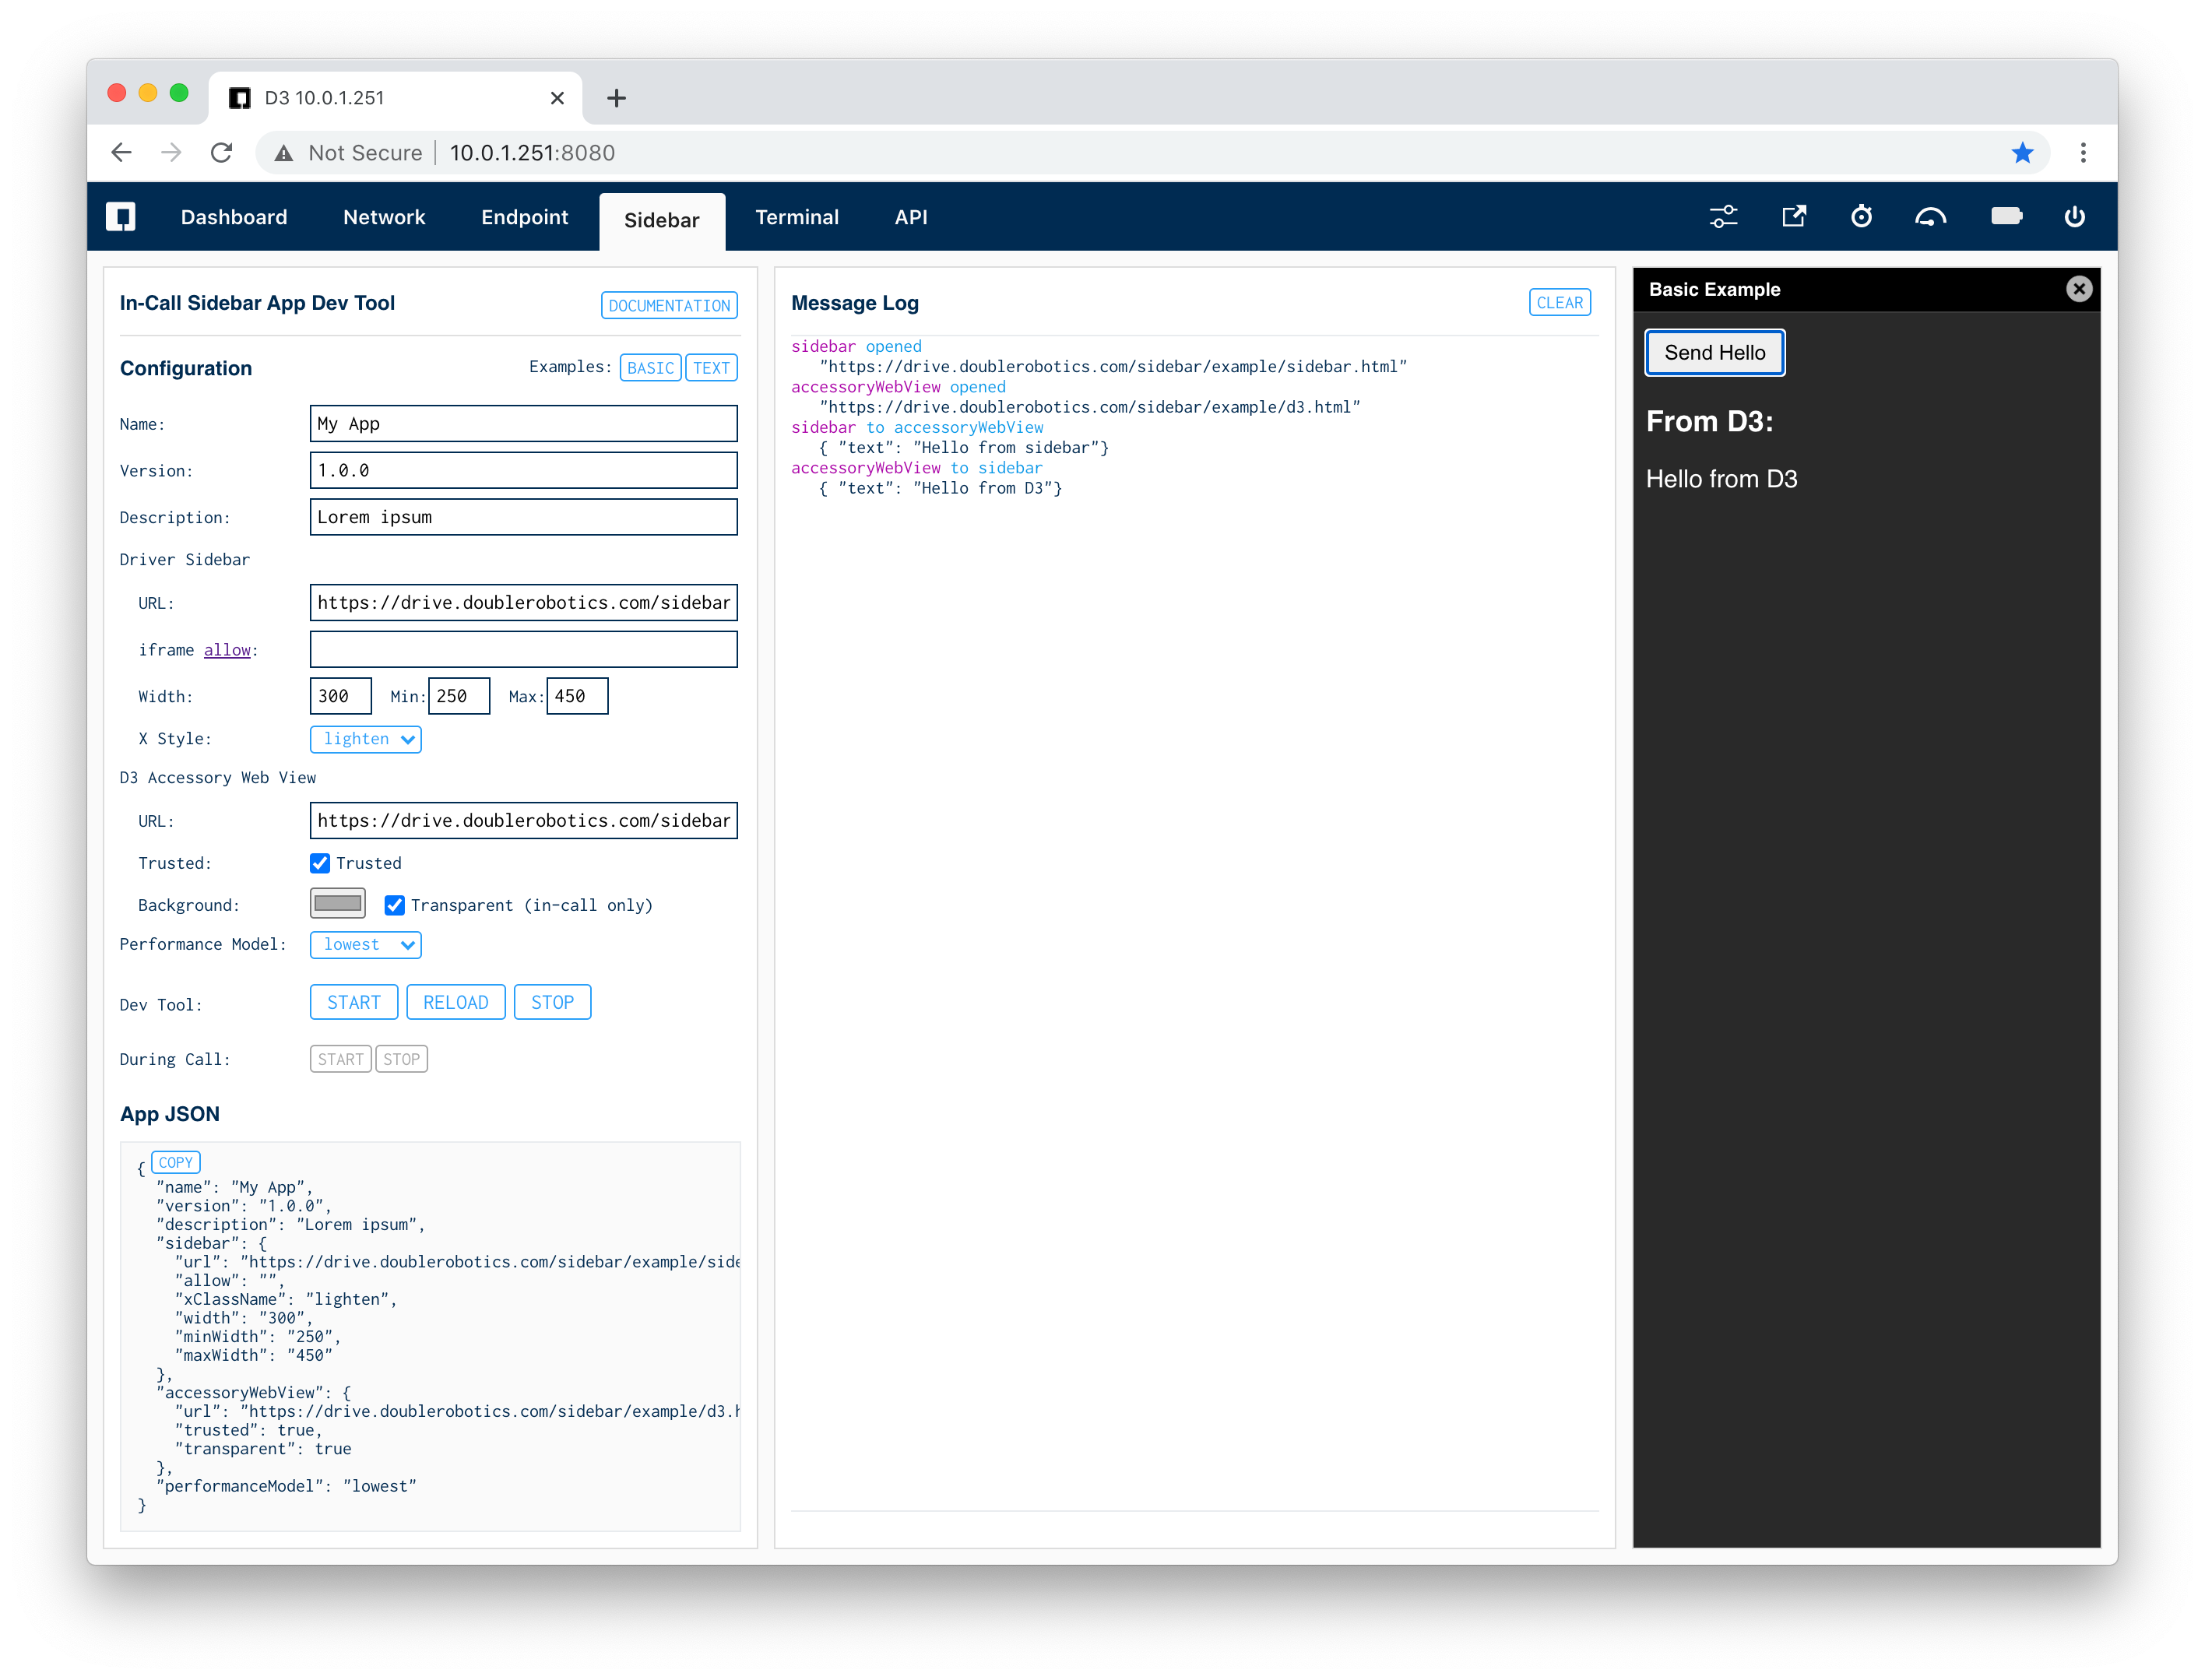 D3 10.0.1.251
Not Secure 10.0.1.251:8080
Dashboard Network Endpoint Sidebar Terminal API
In-Call Sidebar App Dev Tool DOCUMENTATION
Configuration Examples: BASIC TEXT
Name: My App
Version: 1.0.0
Description: Lorem ipsum
Driver Sidebar
URL: https://drive.doublerobotics.com/sidebar
iframe allow:
Width: 300 Min: 250 Max: 450
X Style: lighten
D3 Accessory Web View
URL: https://drive.doublerobotics.com/sidebar
Trusted: Trusted
Background: Transparent (in-call only)
Performance Model: lowest
Dev Tool: START RELOAD STOP
During Call: START STOP
App JSON
{ COPY
"name": "My App",
"version": "1.0.0",
"description": "Lorem ipsum",
"sidebar": {
"url": "https://drive.doublerobotics.com/sidebar/example/side
"allow": "",
"xClassName": "lighten",
"width": "300",
"minWidth": "250",
"maxWidth": "450"
},
"accessoryWebView": {
"url": "https://drive.doublerobotics.com/sidebar/example/d3.h
"trusted": true,
"transparent": true
},
"performanceModel": "lowest"
}
Message Log CLEAR
sidebar opened
"https://drive.doublerobotics.com/sidebar/example/sidebar.html"
accessoryWebView opened
"https://drive.doublerobotics.com/sidebar/example/d3.html"
sidebar to accessoryWebView
{ "text": "Hello from sidebar"}
accessoryWebView to sidebar
{ "text": "Hello from D3"}
Basic Example
Send Hello
From D3:
Hello from D3